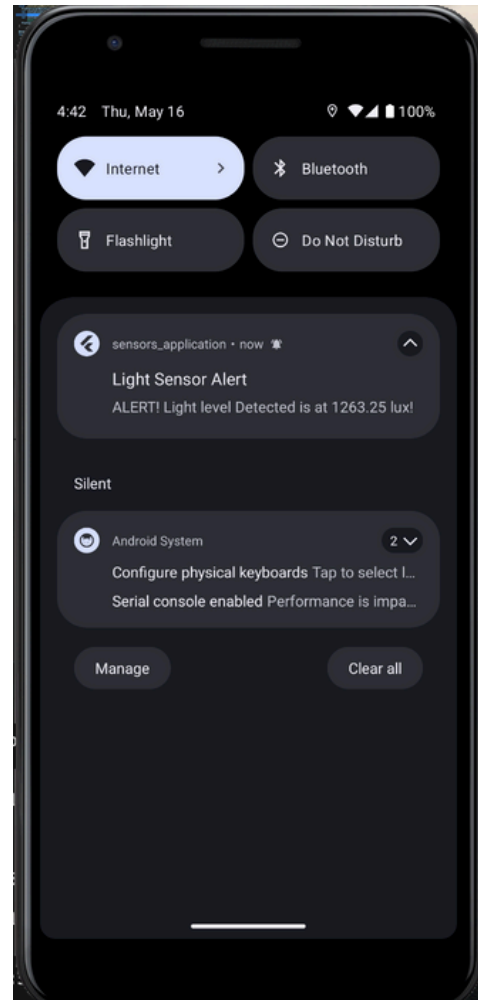 4:42 Thu, May 16 100%
Internet
Bluetooth
Flashlight
Do Not Disturb
sensors_application • now
Light Sensor Alert
ALERT! Light level Detected is at 1263.25 lux!
Silent
Android System 2
Configure physical keyboards Tap to select l...
Serial console enabled Performance is impa...
Manage
Clear all